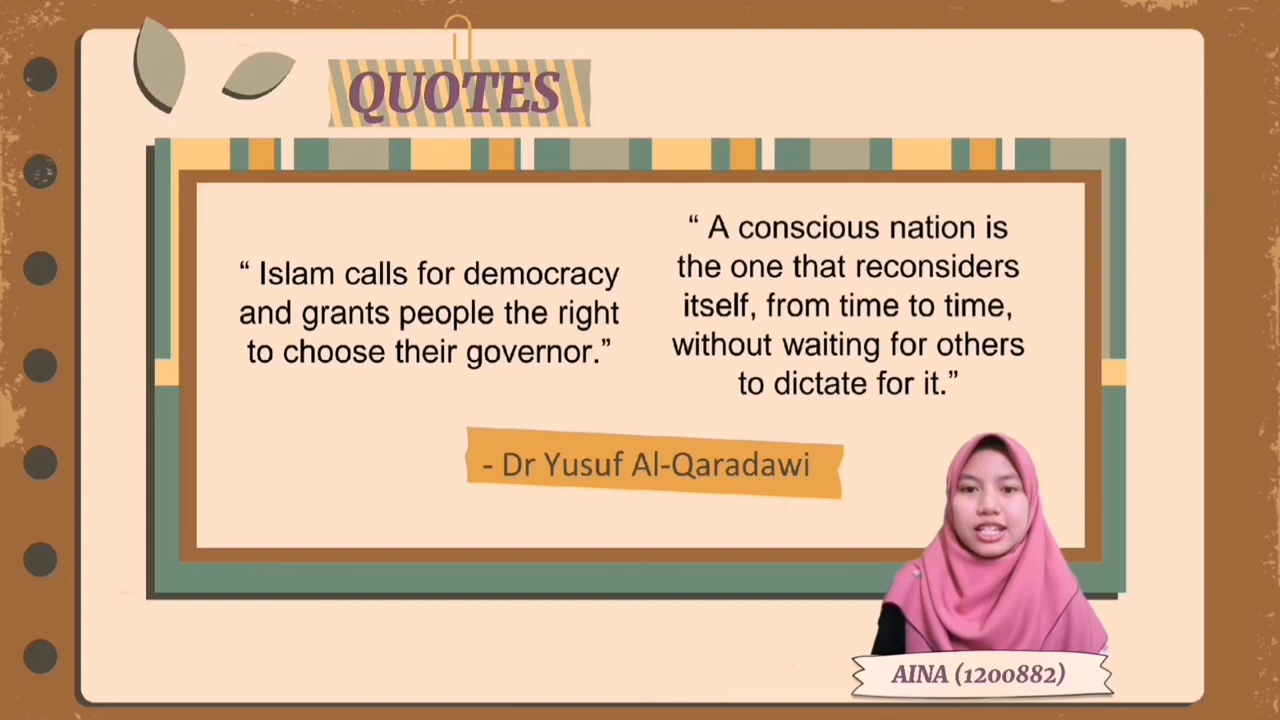 QUOTES
“ Islam calls for democracy
and grants people the right
to choose their governor.”
“ A conscious nation is
the one that reconsiders
itself, from time to time,
without waiting for others
to dictate for it.”
- Dr Yusuf Al-Qaradawi
AINA (1200882)